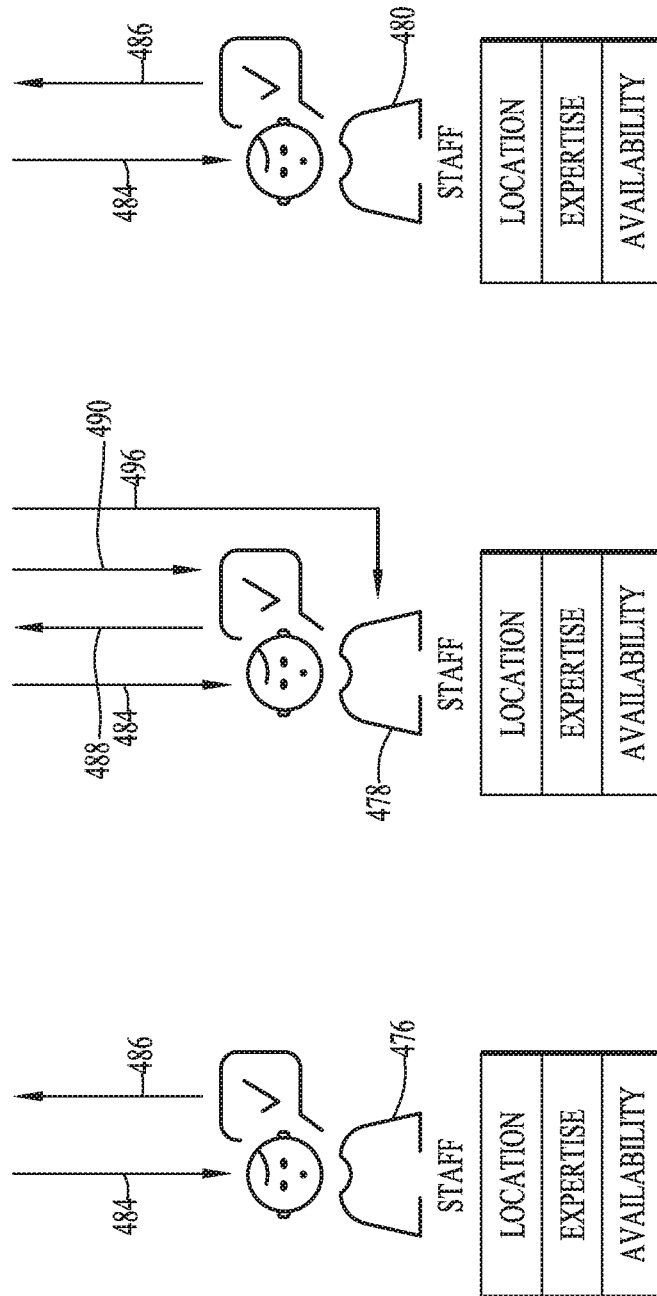 484
486
476
STAFF
LOCATION
EXPERTISE
AVAILABILITY
488
484
490
496
478
STAFF
LOCATION
EXPERTISE
AVAILABILITY
484
486
480
STAFF
LOCATION
EXPERTISE
AVAILABILITY